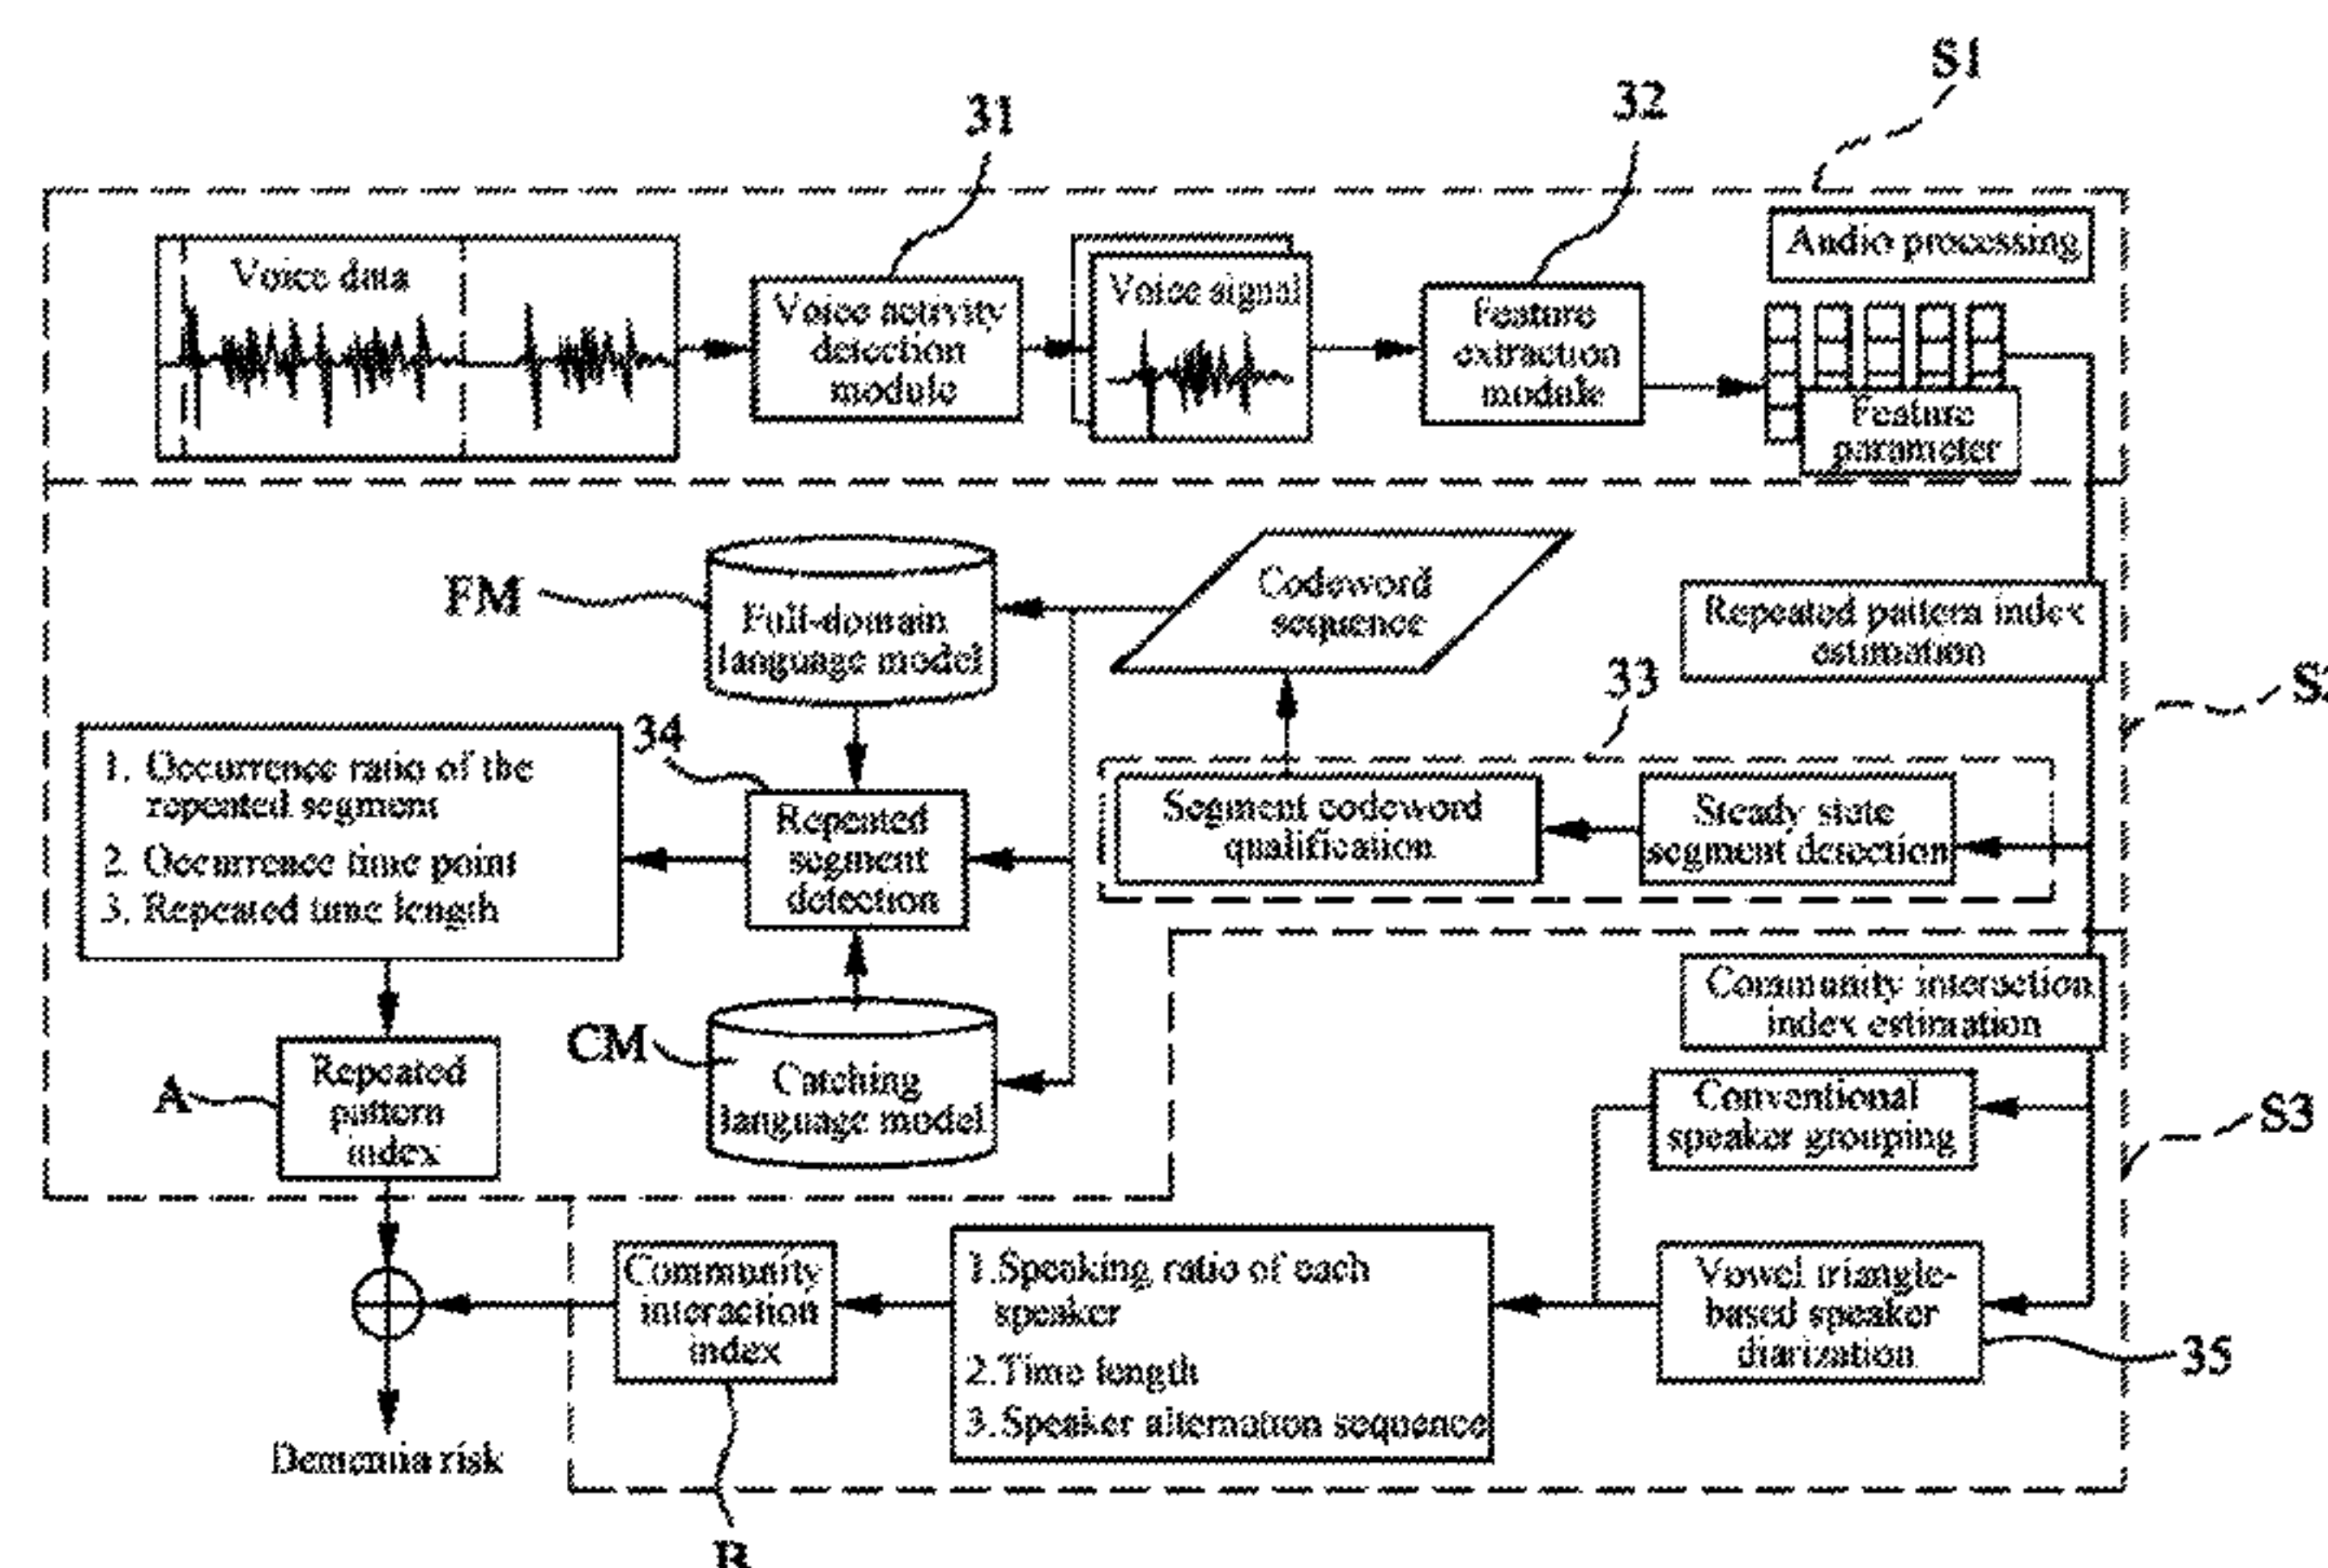 S1
31
32
Audio processing
Voice data
Voice activity
detection
module
Voice signal
Feature
extraction
module
Feature
parameter
FM
Full-domain
language model
Codeword
sequence
Repeated pattern index
estimation
33
34
1. Occurrence ratio of the
repeated segment
2. Occurrence time point
3. Repeated time length
Repeated
segment
detection
Segment codeword
qualification
Steady state
segment detection
Community interaction
index estimation
CM
Catching
language model
A
Repeated
pattern
index
Conventional
speaker grouping
S3
Community
interaction
index
1.Speaking ratio of each
speaker
2.Time length
3.Speaker alternation sequence
Vowel triangle-
based speaker
diarization
35
Dementia risk
B